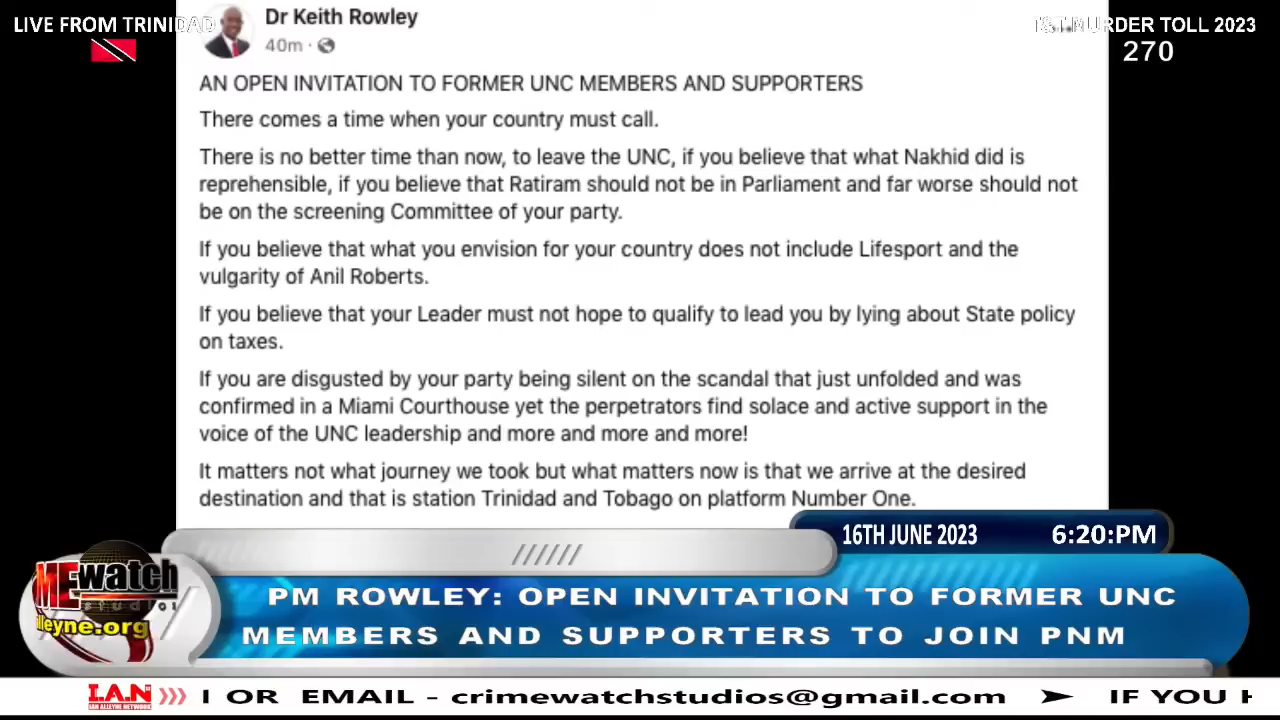 LIVE FROM TRINIDAD
Dr Keith Rowley
40m
T&T MURDER TOLL 2023
270
AN OPEN INVITATION TO FORMER UNC MEMBERS AND SUPPORTERS
There comes a time when your country must call.
There is no better time than now, to leave the UNC, if you believe that what Nakhid did is
reprehensible, if you believe that Ratiram should not be in Parliament and far worse should not
be on the screening Committee of your party.
If you believe that what you envision for your country does not include Lifesport and the
vulgarity of Anil Roberts.
If you believe that your Leader must not hope to qualify to lead you by lying about State policy
on taxes.
If you are disgusted by your party being silent on the scandal that just unfolded and was
confirmed in a Miami Courthouse yet the perpetrators find solace and active support in the
voice of the UNC leadership and more and more and more!
It matters not what journey we took but what matters now is that we arrive at the desired
destination and that is station Trinidad and Tobago on platform Number One.
16TH JUNE 2023 6:20:PM
watch
studios
alleyne.org
PM ROWLEY: OPEN INVITATION TO FORMER UNC
MEMBERS AND SUPPORTERS TO JOIN PNM
I.A.N
IAN ALLEYNE NETWORK
I OR EMAIL - crimewatchstudios@gmail.com IF YOU